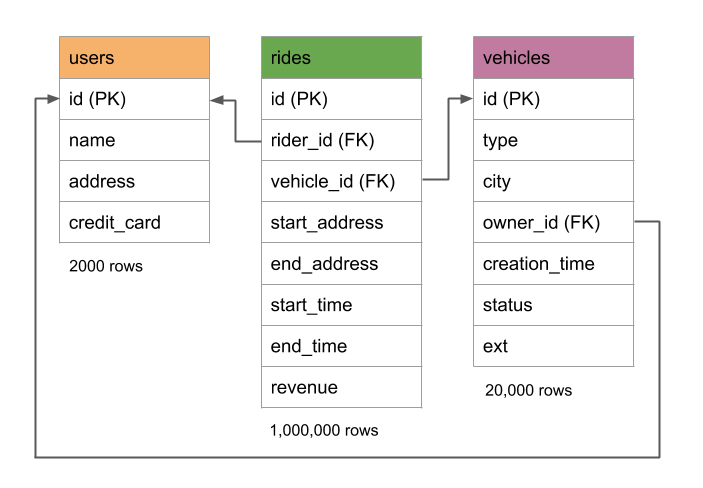 users
id (PK)
name
address
credit_card
2000 rows
rides
id (PK)
rider_id (FK)
vehicle_id (FK)
start_address
end_address
start_time
end_time
revenue
1,000,000 rows
vehicles
id (PK)
type
city
owner_id (FK)
creation_time
status
ext
20,000 rows